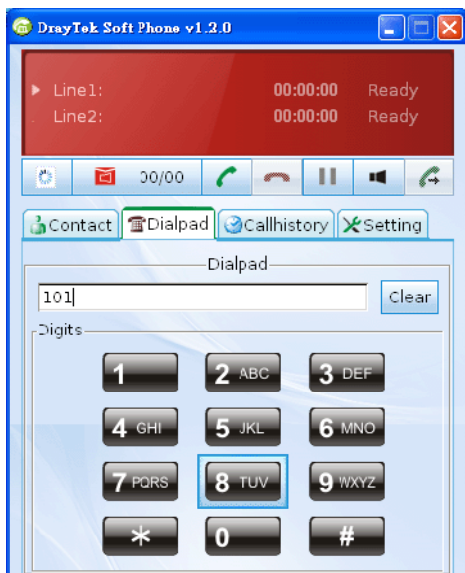 DrayTek Soft Phone v1.2.0
Line1: 00:00:00 Ready
Line2: 00:00:00 Ready
00/00
Contact Dialpad Callhistory Setting
Dialpad
101 Clear
Digits
1 2 ABC 3 DEF
4 GHI 5 JKL 6 MNO
7 PQRS 8 TUV 9 WXYZ
* 0 #